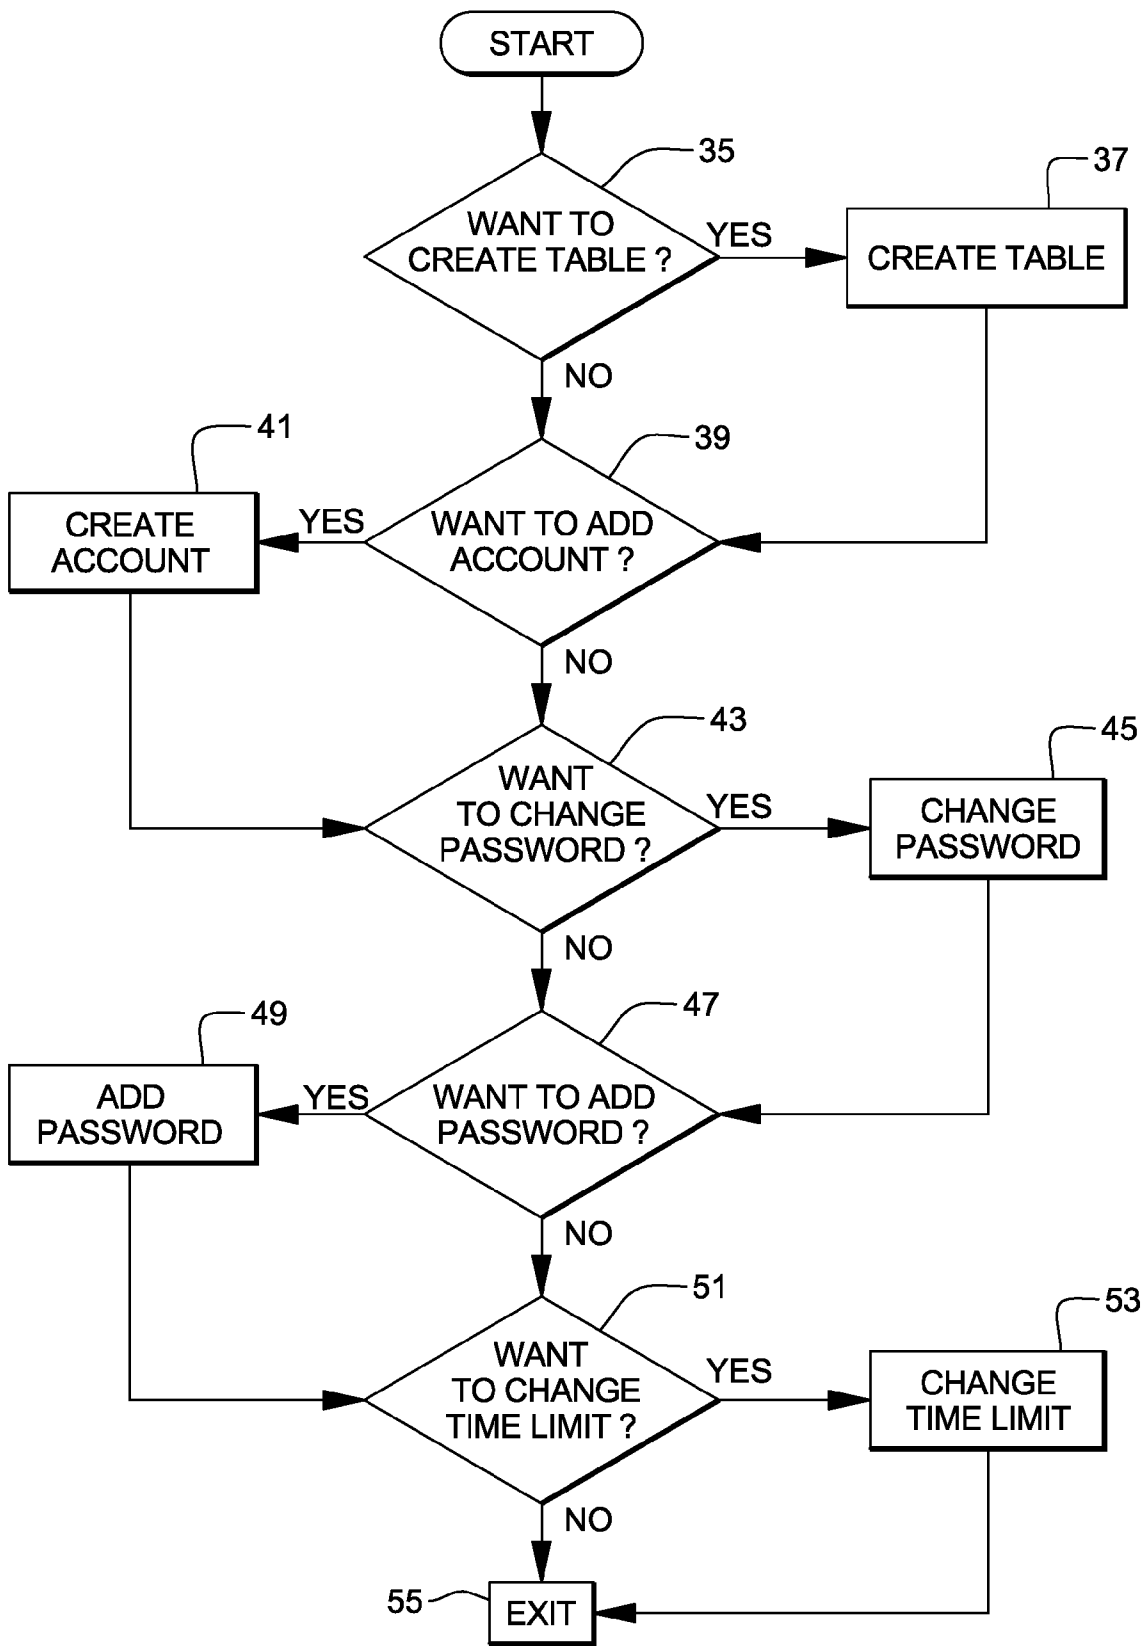 START
35
WANT TO
CREATE TABLE ?
YES
37
CREATE TABLE
NO
41
39
CREATE
ACCOUNT
YES
WANT TO ADD
ACCOUNT ?
NO
43
45
WANT
TO CHANGE
PASSWORD ?
YES
CHANGE
PASSWORD
NO
49
47
ADD
PASSWORD
YES
WANT TO ADD
PASSWORD ?
NO
51
53
WANT
TO CHANGE
TIME LIMIT ?
YES
CHANGE
TIME LIMIT
NO
55
EXIT